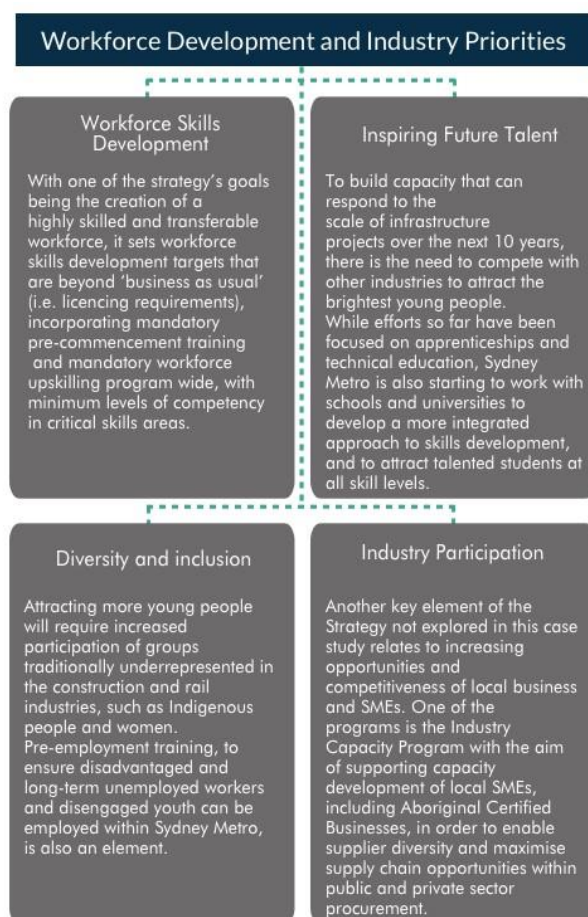 Workforce Development and Industry Priorities
Workforce Skills
Development
With one of the strategy's goals
being the creation of a
highly skilled and transferable
workforce, it sets workforce
skills development targets that
are beyond 'business as usual'
(i.e. licencing requirements),
incorporating mandatory
pre-commencement training
and mandatory workforce
upskilling program wide, with
minimum levels of competency
in critical skills areas.
Inspiring Future Talent
To build capacity that can
respond to the
scale of infrastructure
projects over the next 10 years,
there is the need to compete with
other industries to attract the
brightest young people.
While efforts so far have been
focused on apprenticeships and
technical education, Sydney
Metro is also starting to work with
schools and universities to
develop a more integrated
approach to skills development,
and to attract talented students at
all skill levels.
Diversity and inclusion
Attracting more young people
will require increased
participation of groups
traditionally underrepresented in
the construction and rail
industries, such as Indigenous
people and women.
Pre-employment training, to
ensure disadvantaged and
long-term unemployed workers
and disengaged youth can be
employed within Sydney Metro,
is also an element.
Industry Participation
Another key element of the
Strategy not explored in this case
study relates to increasing
opportunities and
competitiveness of local business
and SMEs. One of the
programs is the Industry
Capacity Program with the aim
of supporting capacity
development of local SMEs,
including Aboriginal Certified
Businesses, in order to enable
supplier diversity and maximise
supply chain opportunities within
public and private sector
procurement.